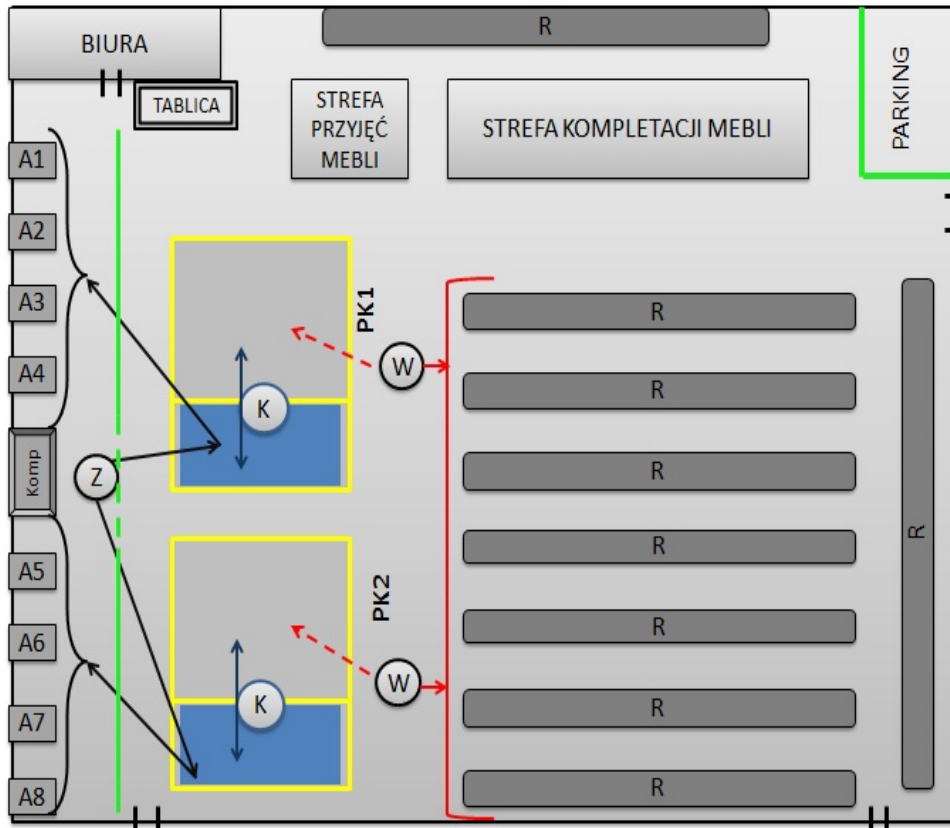 BIURA
R
TABLICA
STREFA
PRZYJĘĆ
MEBLI
STREFA KOMPLETACJI MEBLI
PARKING
A1
A2
A3
A4
Komp
A5
A6
A7
A8
Z
K
K
PK1
PK2
W
W
R
R
R
R
R
R
R
R